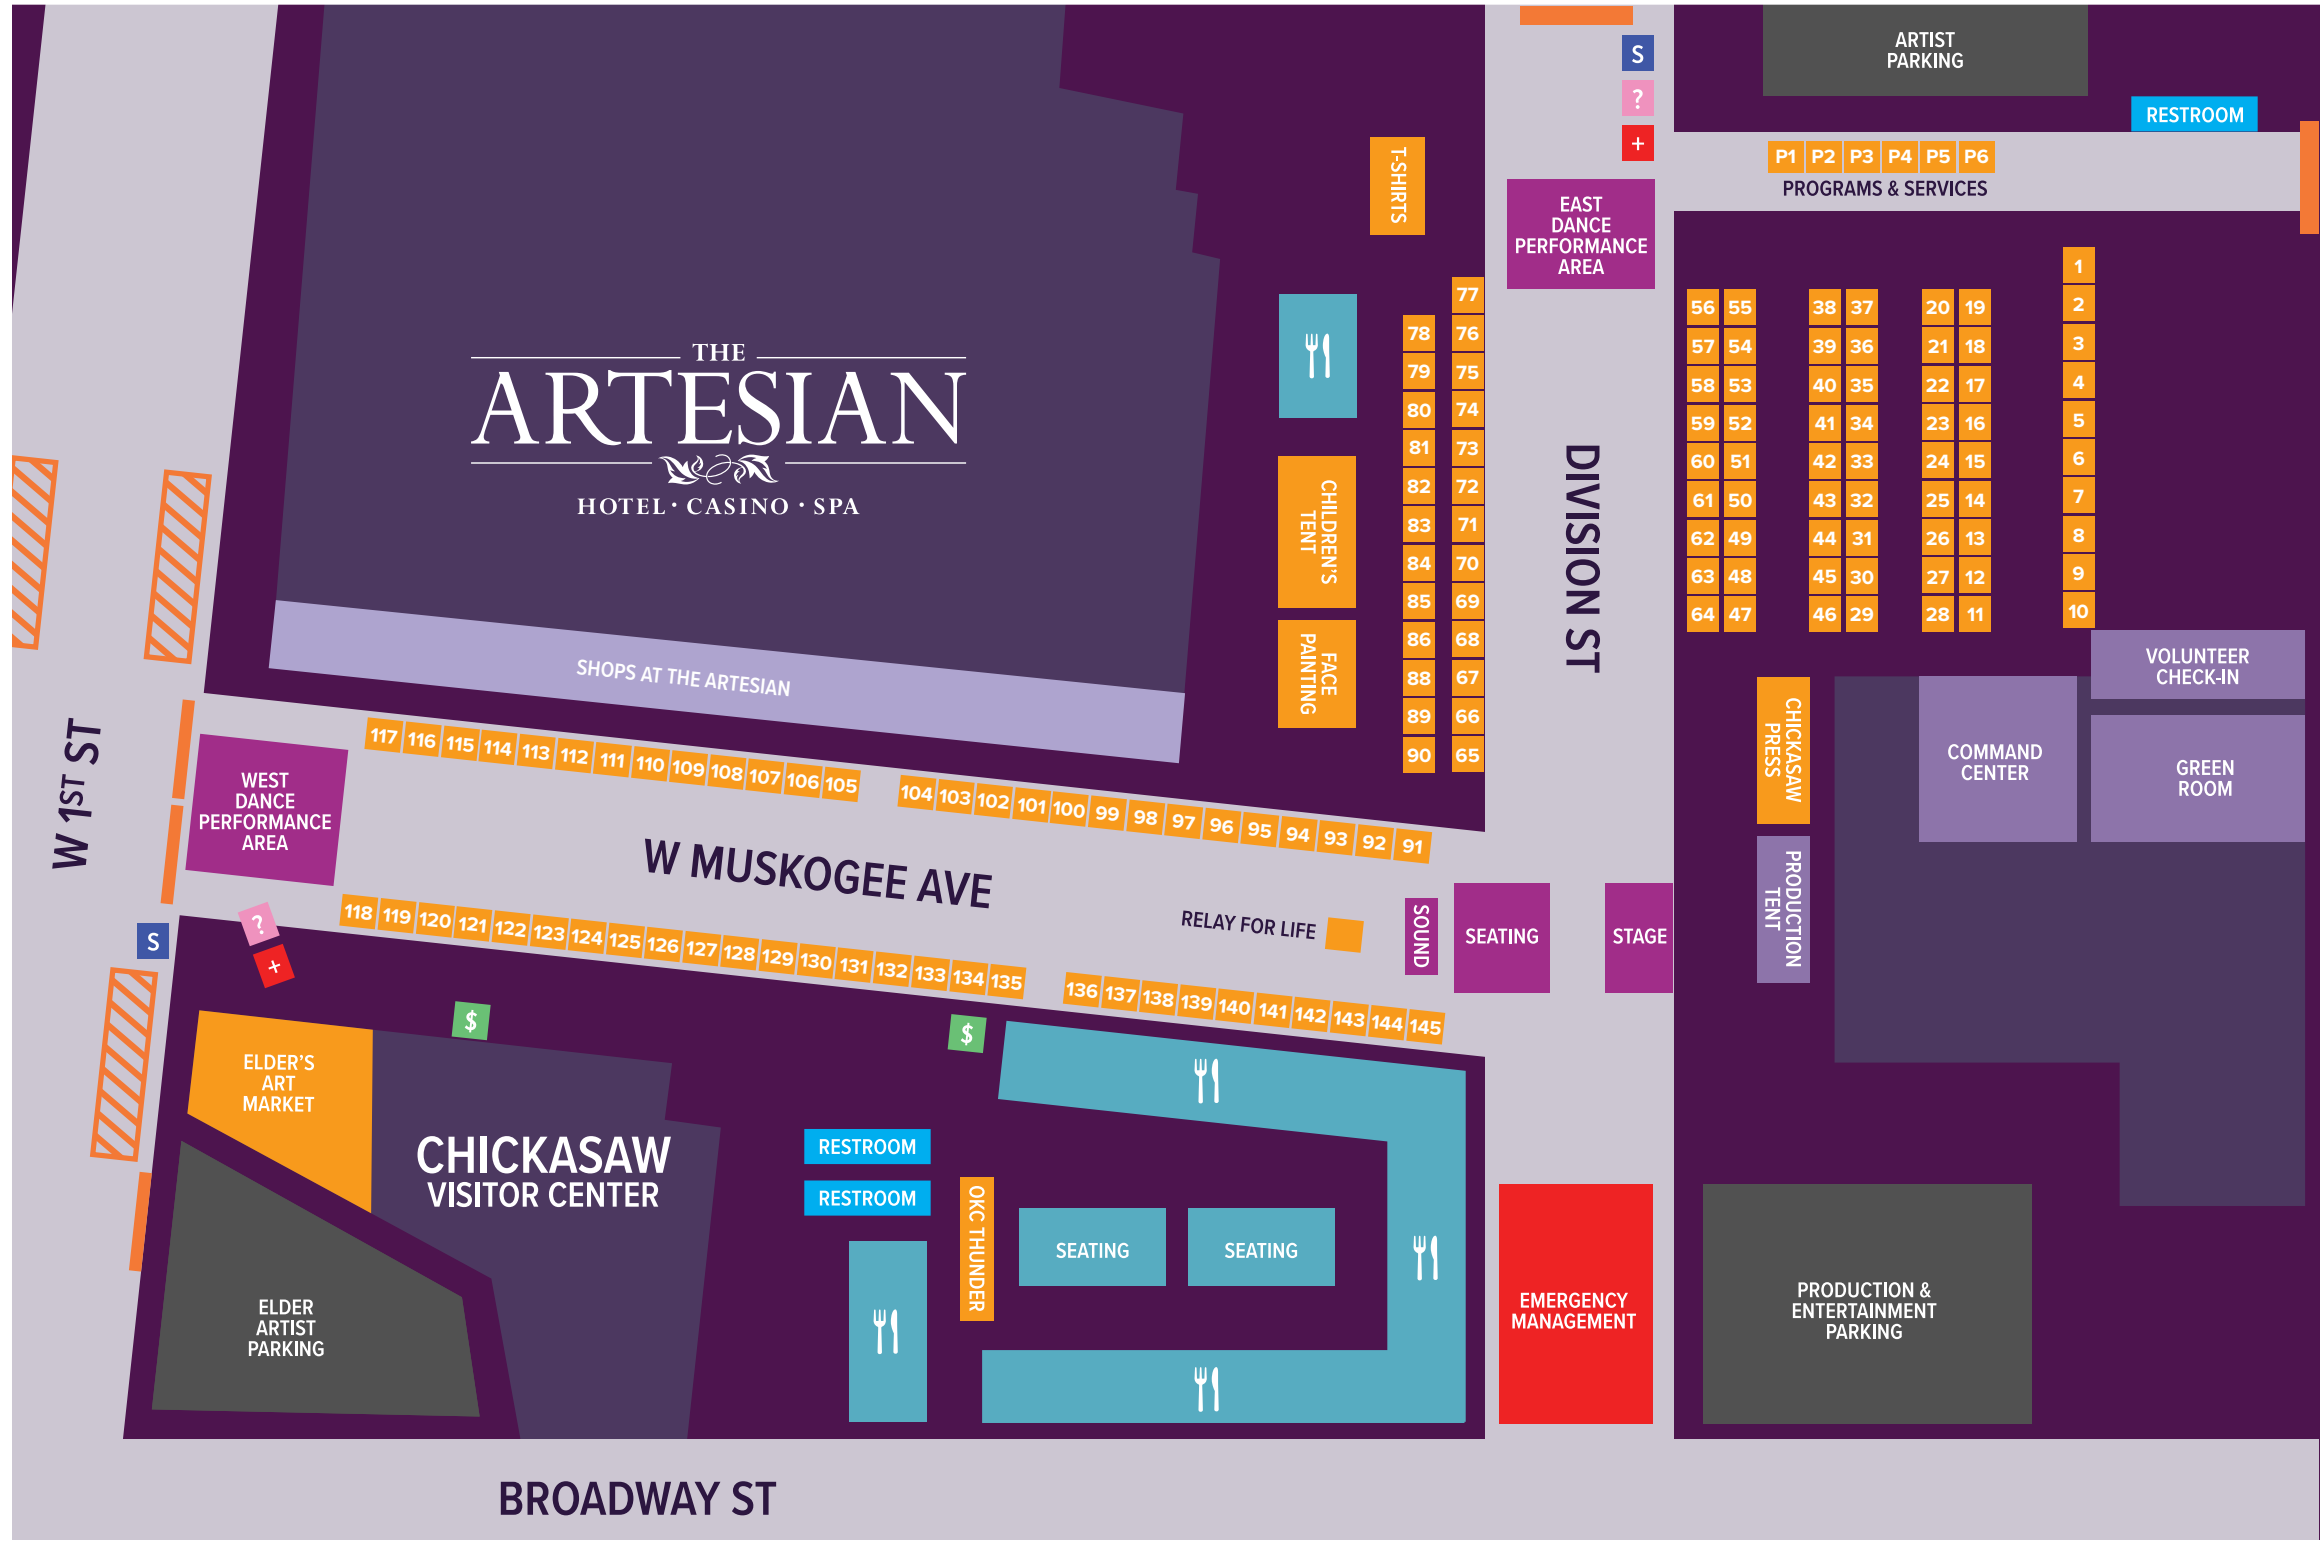 ARTIST
PARKING
S
?
+
RESTROOM
P1 P2 P3 P4 P5 P6
PROGRAMS & SERVICES
T-SHIRTS
EAST
DANCE
PERFORMANCE
AREA
THE
ARTESIAN
HOTEL · CASINO · SPA
SHOPS AT THE ARTESIAN
CHILDREN'S
TENT
FACE
PAINTING
77
78 76
79 75
80 74
81 73
82 72
83 71
84 70
85 69
86 68
88 67
89 66
90 65
DIVISION ST
56 55 38 37 20 19
57 54 39 36 21 18
58 53 40 35 22 17
59 52 41 34 23 16
60 51 42 33 24 15
61 50 43 32 25 14
62 49 44 31 26 13
63 48 45 30 27 12
64 47 46 29 28 11
1
2
3
4
5
6
7
8
9
10
VOLUNTEER
CHECK-IN
COMMAND
CENTER
GREEN
ROOM
CHICKASAW
PRESS
PRODUCTION
TENT
W 1ST ST
WEST
DANCE
PERFORMANCE
AREA
117 116 115 114 113 112 111 110 109 108 107 106 105
104 103 102 101 100 99 98 97 96 95 94 93 92 91
W MUSKOGEE AVE
RELAY FOR LIFE
SOUND
SEATING
STAGE
S
?
+
118 119 120 121 122 123 124 125 126 127 128 129 130 131 132 133 134 135
136 137 138 139 140 141 142 143 144 145
$
$
ELDER'S
ART
MARKET
CHICKASAW
VISITOR CENTER
ELDER
ARTIST
PARKING
RESTROOM
RESTROOM
OKC THUNDER
SEATING
SEATING
EMERGENCY
MANAGEMENT
PRODUCTION &
ENTERTAINMENT
PARKING
BROADWAY ST